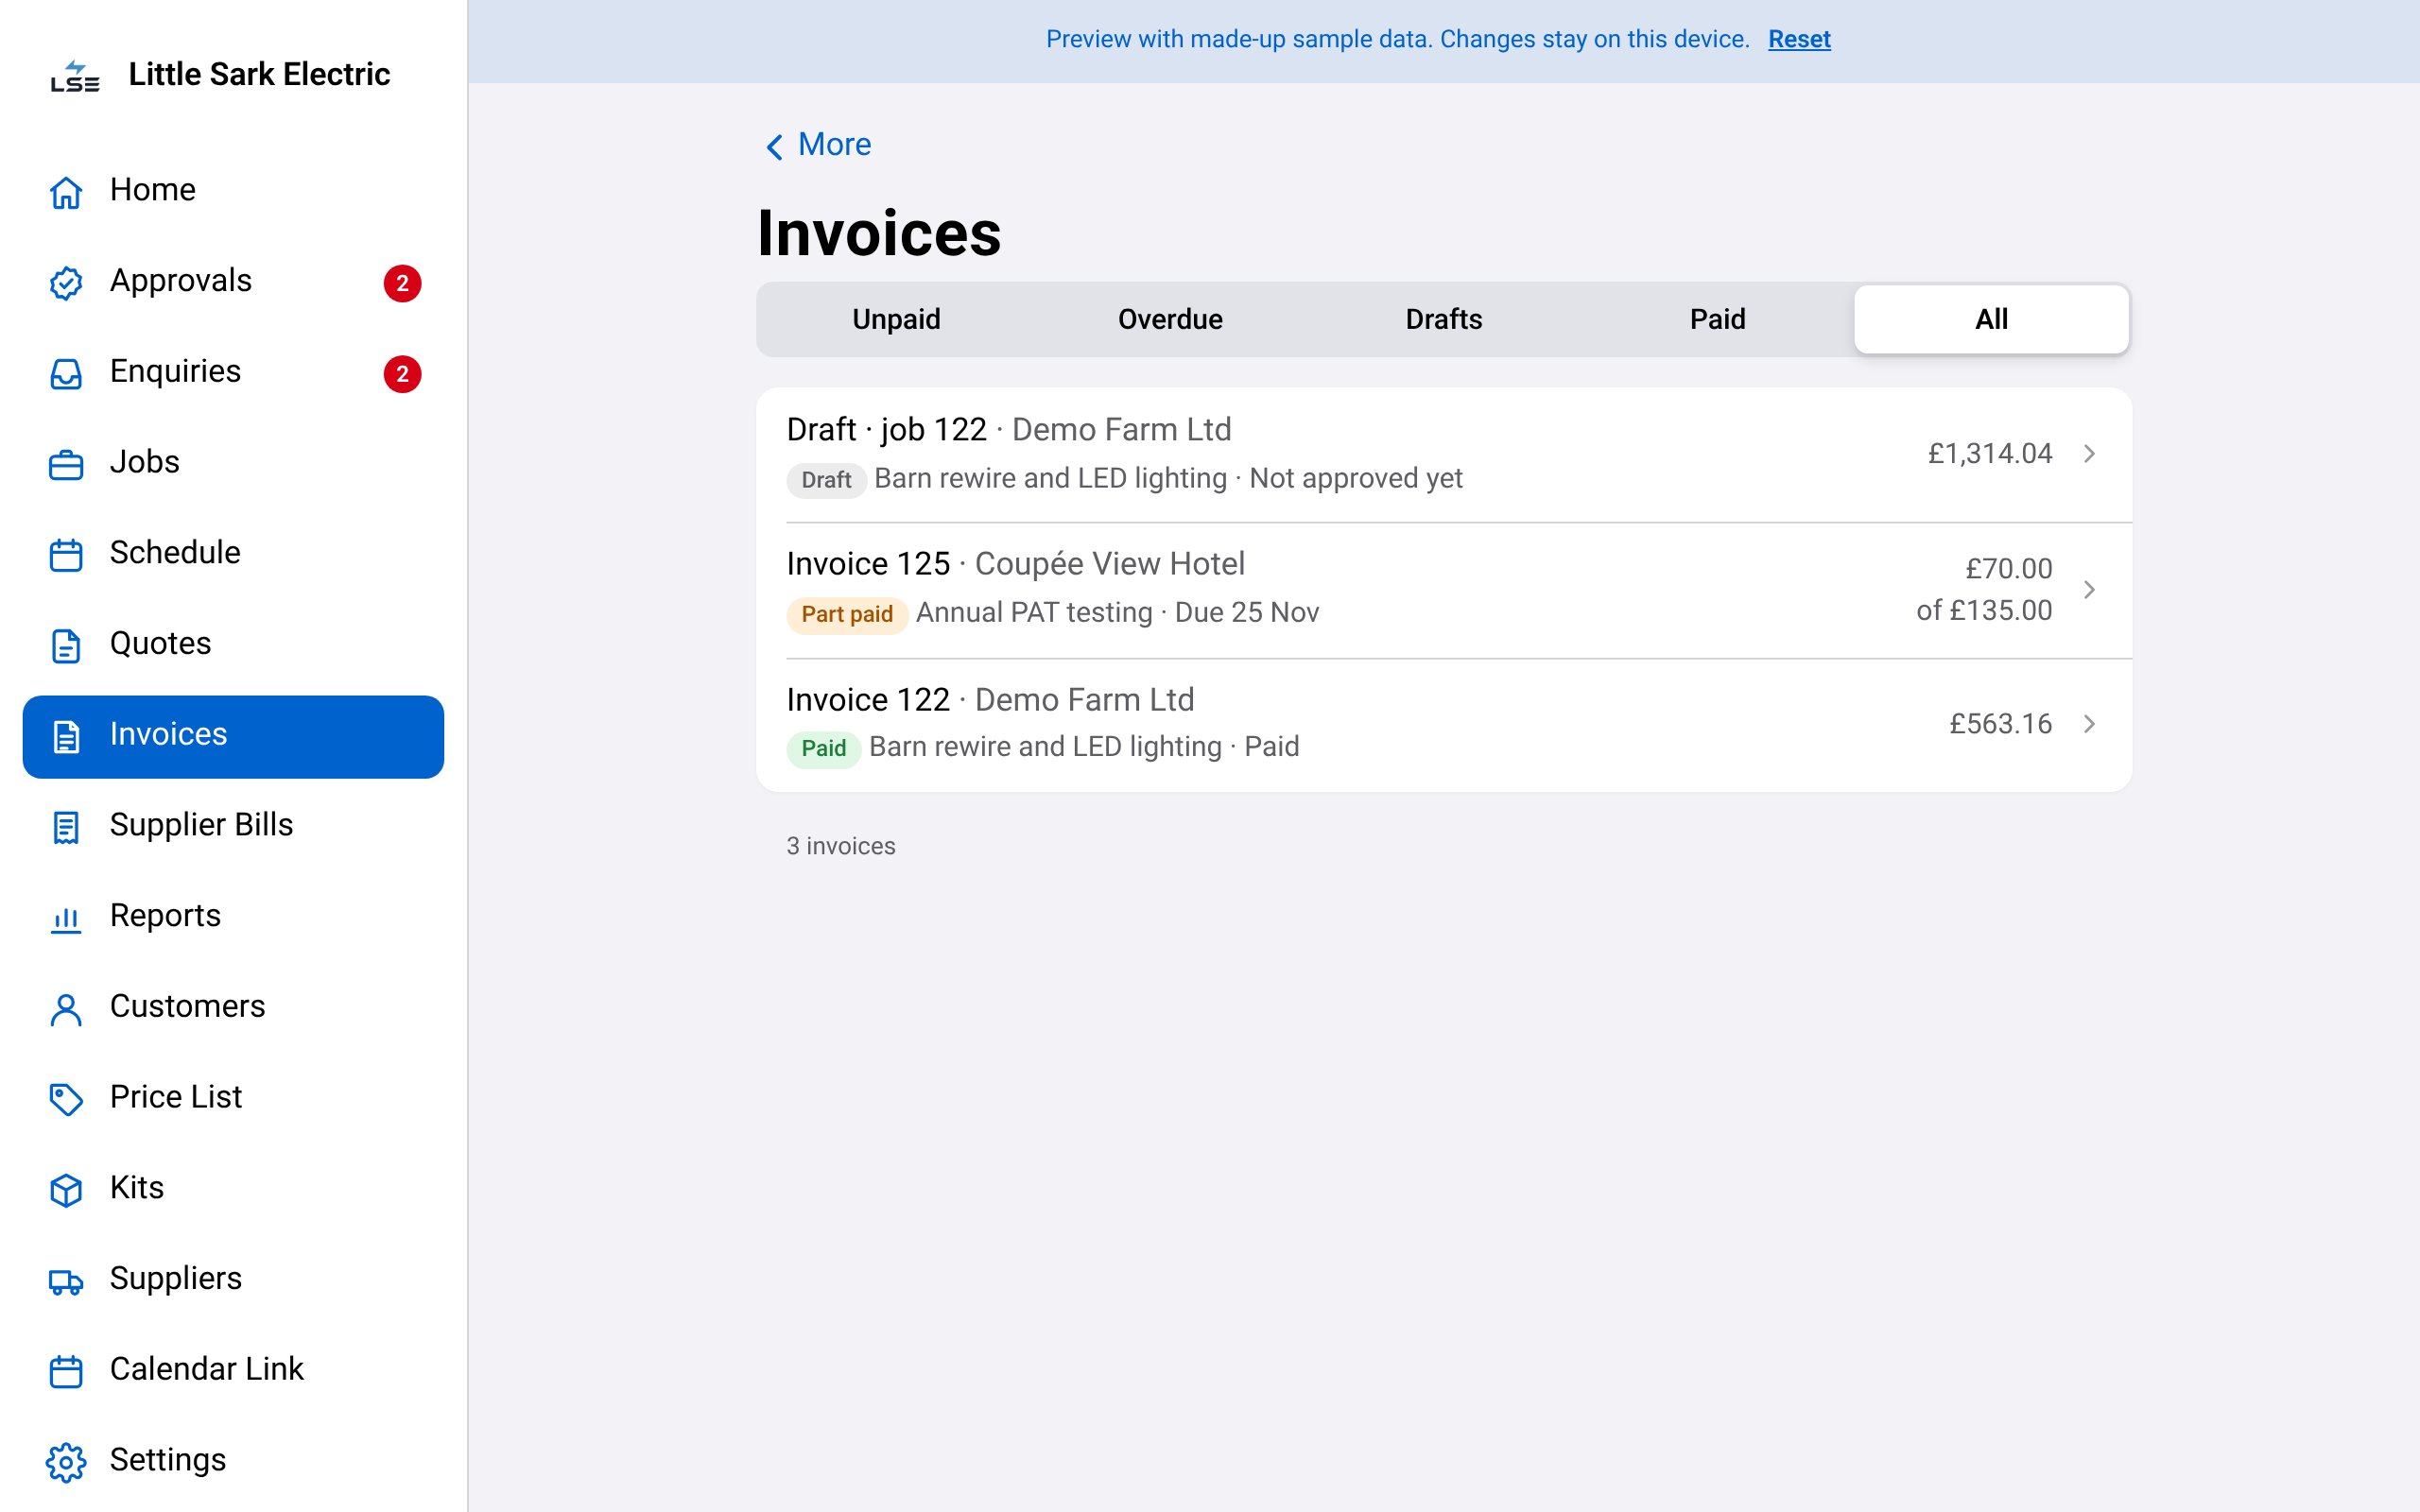 LSE Little Sark Electric
Home
Approvals 2
Enquiries 2
Jobs
Schedule
Quotes
Invoices
Supplier Bills
Reports
Customers
Price List
Kits
Suppliers
Calendar Link
Settings
Preview with made-up sample data. Changes stay on this device. Reset
More
Invoices
Unpaid Overdue Drafts Paid All
Draft · job 122 · Demo Farm Ltd
Draft Barn rewire and LED lighting · Not approved yet
£1,314.04
Invoice 125 · Coupée View Hotel
Part paid Annual PAT testing · Due 25 Nov
£70.00
of £135.00
Invoice 122 · Demo Farm Ltd
Paid Barn rewire and LED lighting · Paid
£563.16
3 invoices